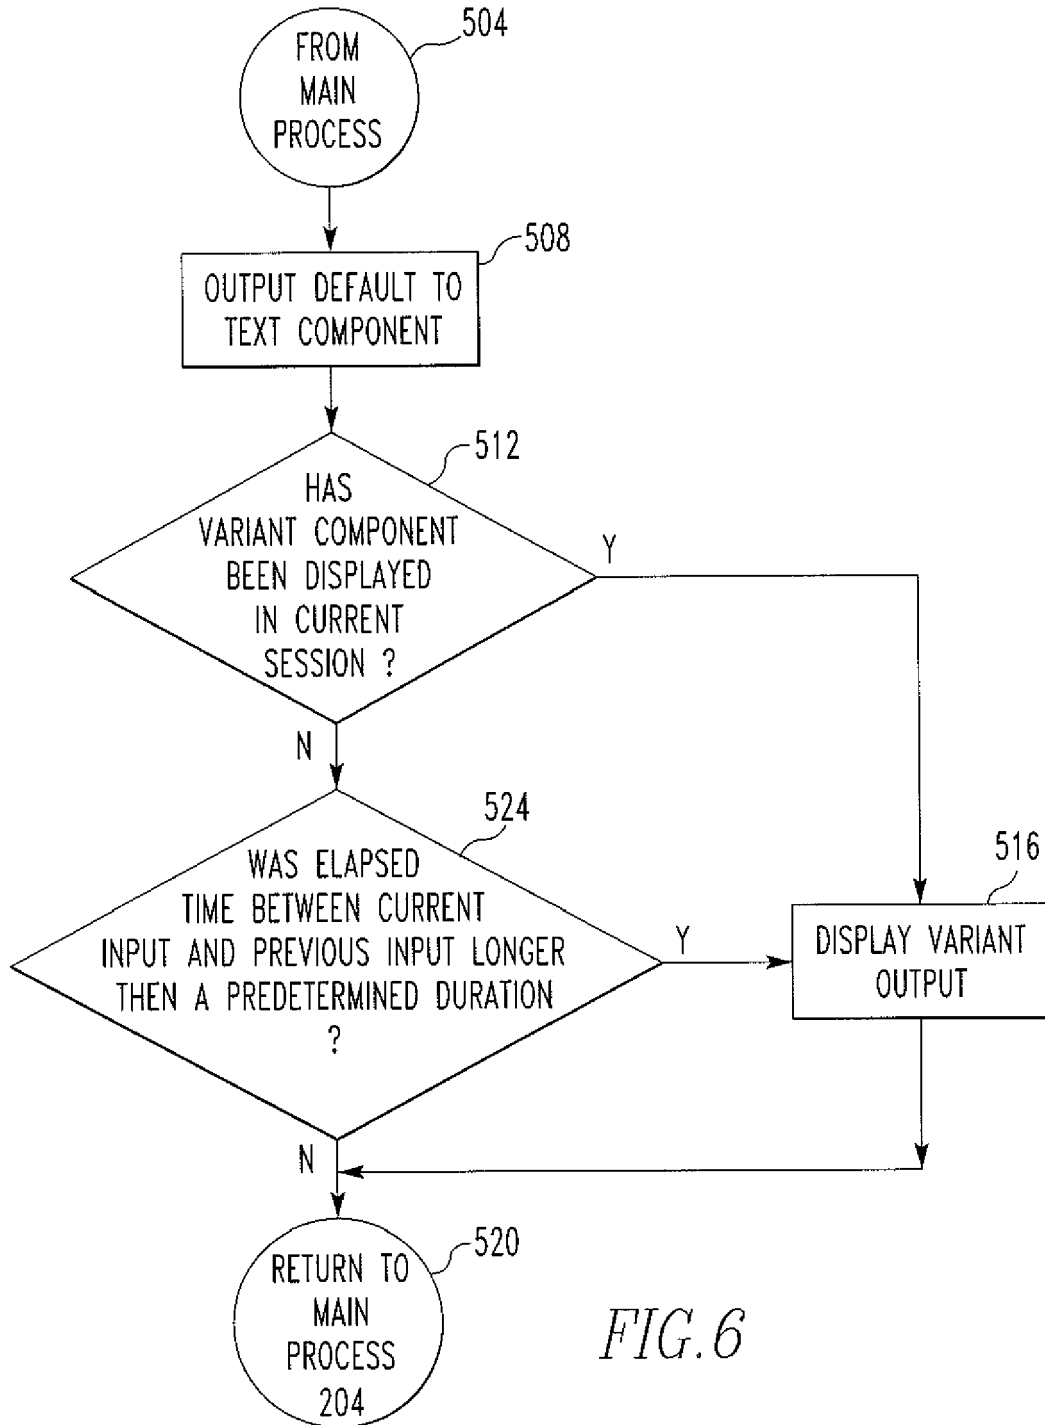 504
FROM
MAIN
PROCESS
508
OUTPUT DEFAULT TO
TEXT COMPONENT
512
HAS
VARIANT COMPONENT
BEEN DISPLAYED
IN CURRENT
SESSION ?
Y
N
524
WAS ELAPSED
TIME BETWEEN CURRENT
INPUT AND PREVIOUS INPUT LONGER
THEN A PREDETERMINED DURATION
?
Y
516
DISPLAY VARIANT
OUTPUT
N
520
RETURN TO
MAIN
PROCESS
204
FIG.6